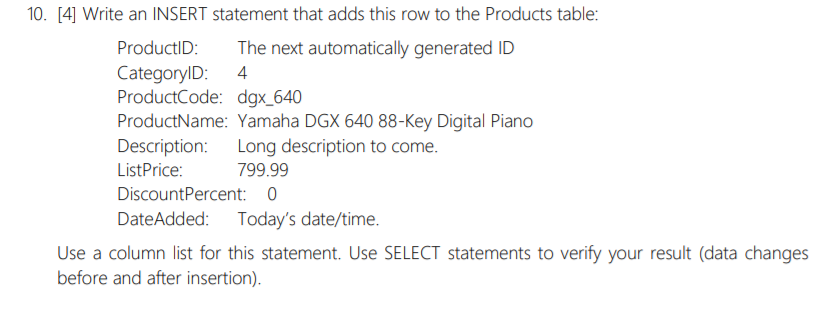 10. [4] Write an INSERT statement that adds this row to the Products table:
ProductID: The next automatically generated ID
CategoryID: 4
ProductCode: dgx_640
ProductName: Yamaha DGX 640 88-Key Digital Piano
Description: Long description to come.
ListPrice: 799.99
DiscountPercent: 0
DateAdded: Today's date/time.
Use a column list for this statement. Use SELECT statements to verify your result (data changes
before and after insertion).